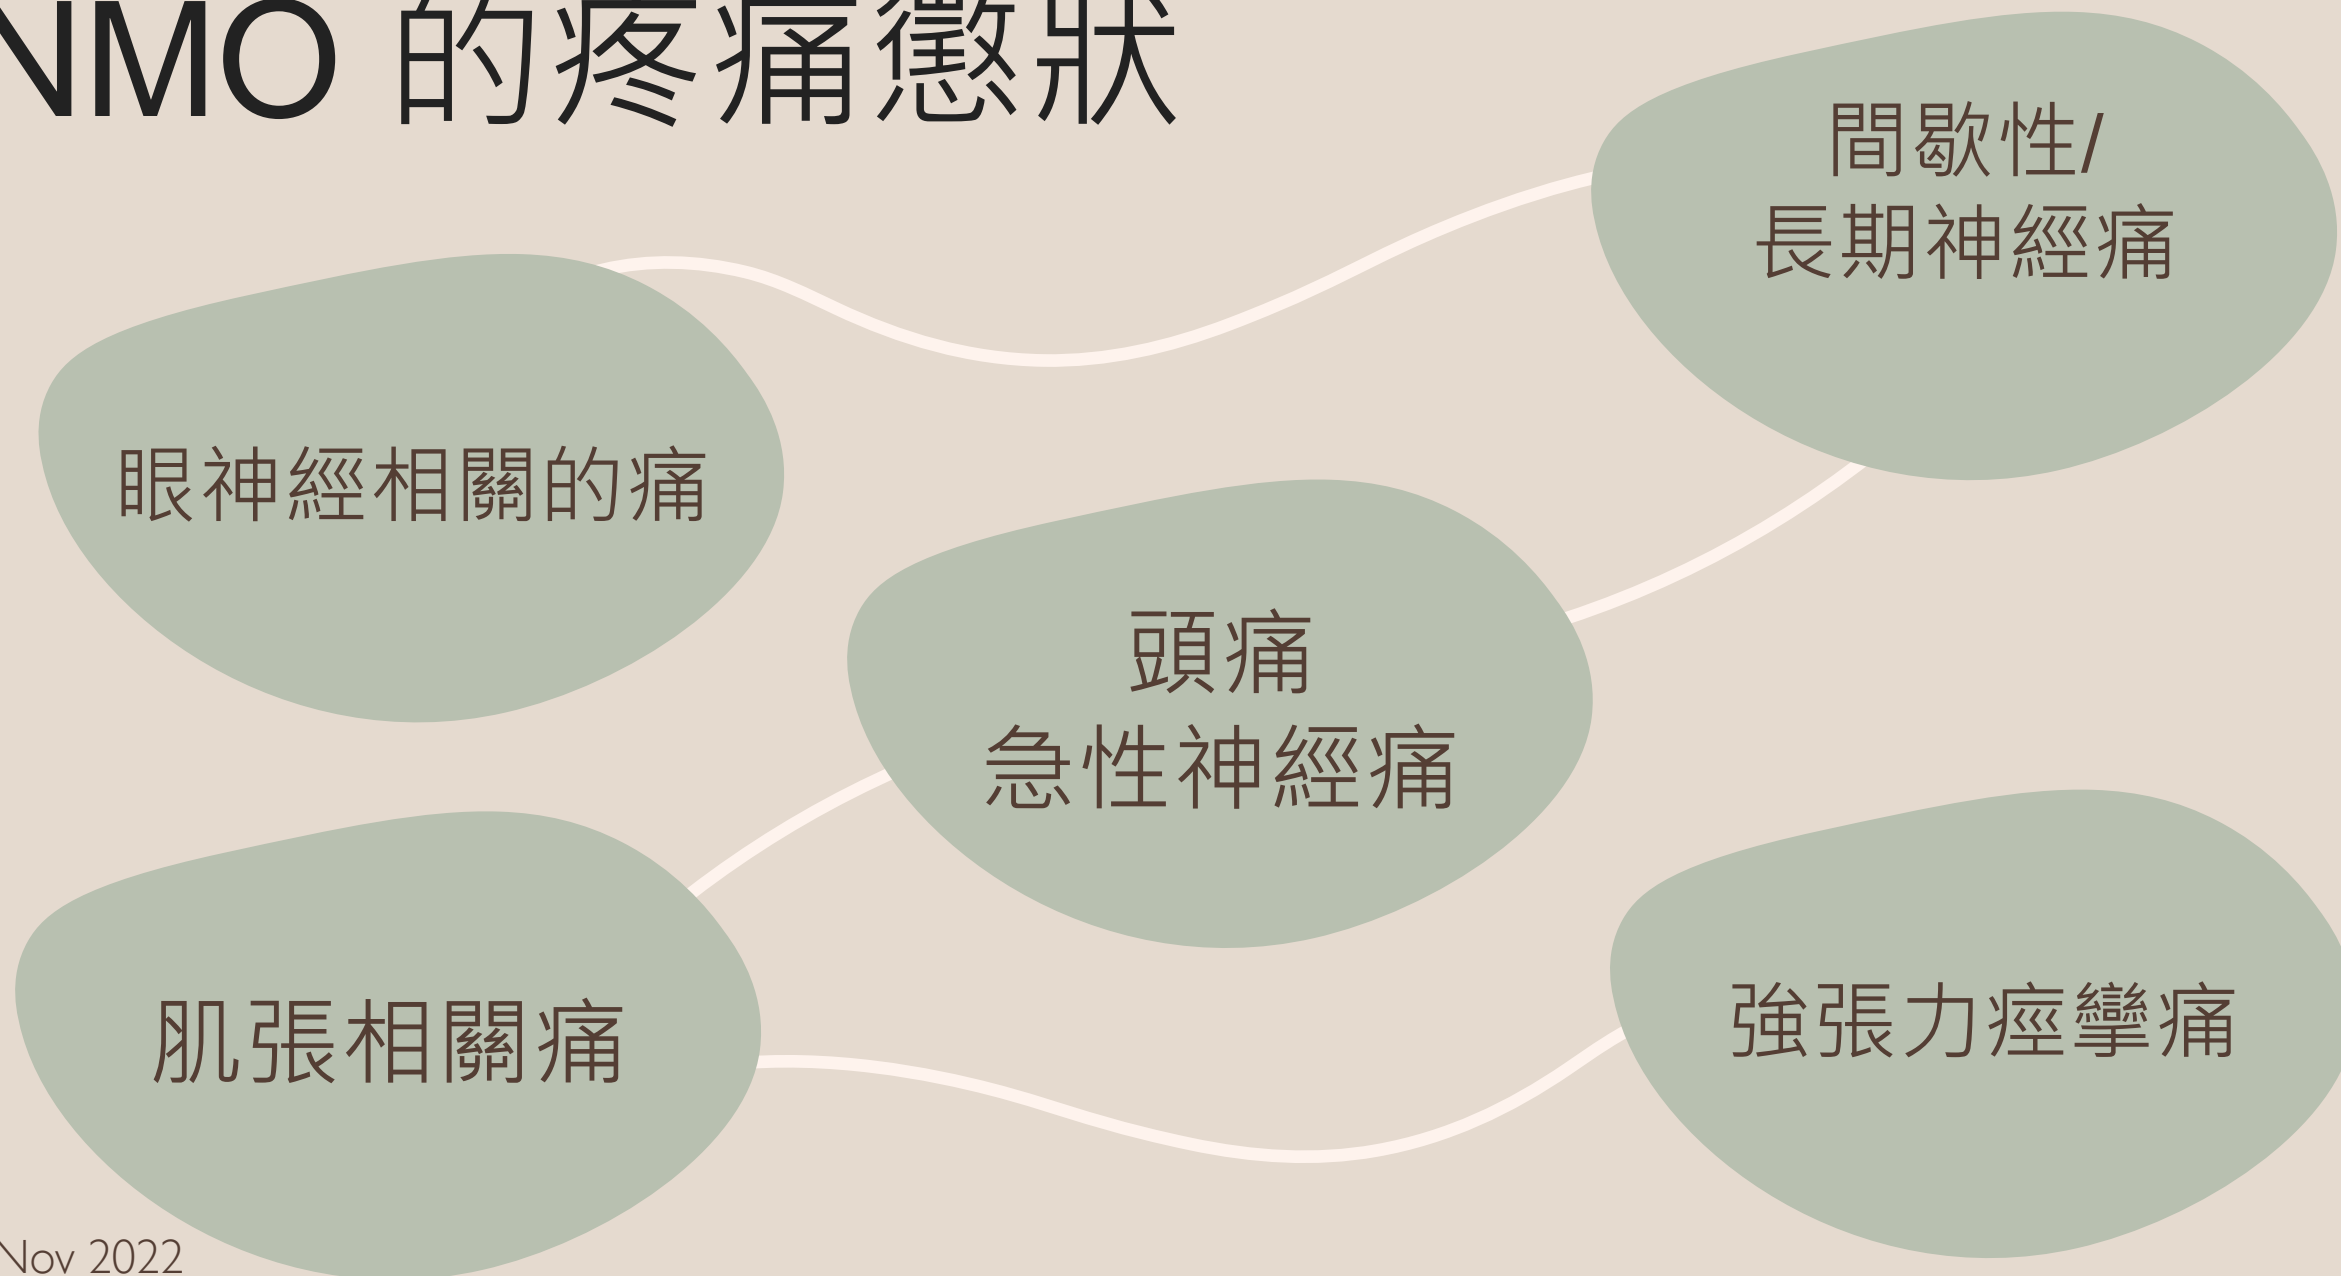 NMO 的疼痛懲狀
間歇性/
長期神經痛
眼神經相關的痛
頭痛
急性神經痛
肌張相關痛
強張力痙攣痛
Nov 2022